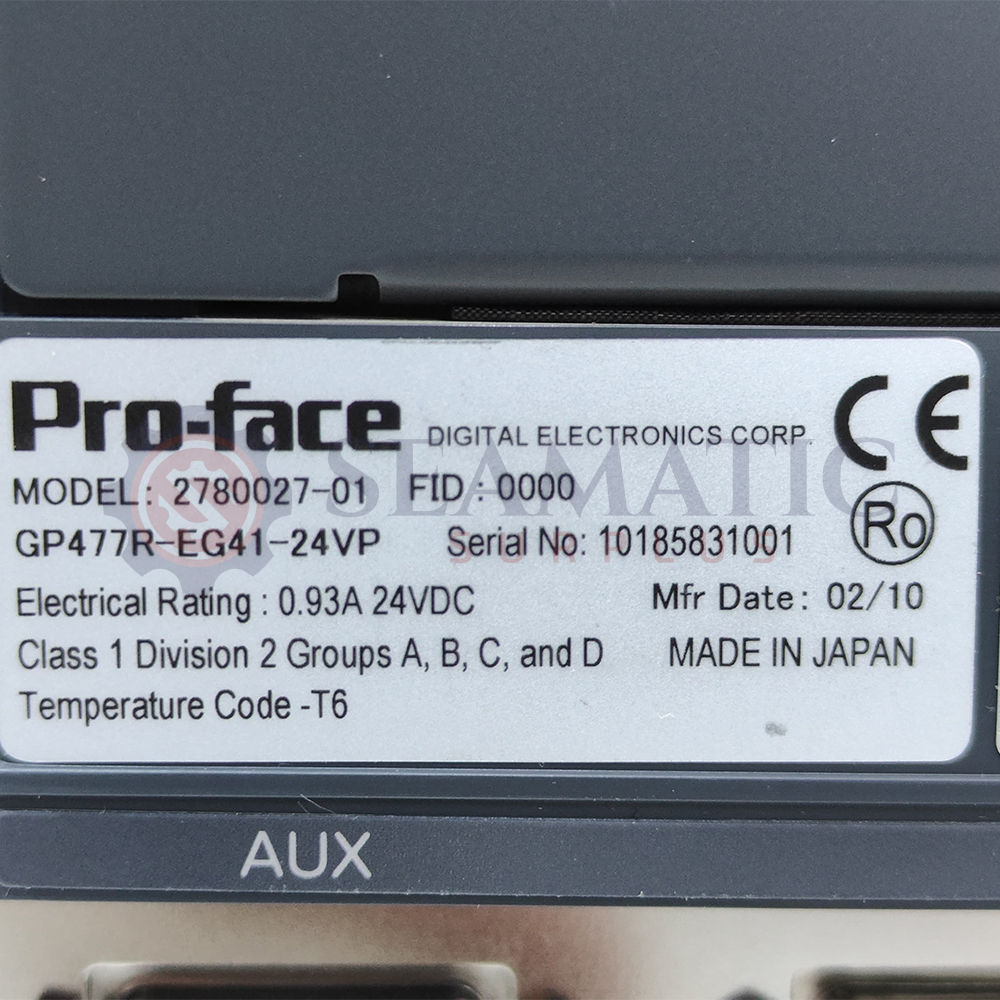 Pro-face DIGITAL ELECTRONICS CORP. CE
MODEL: 2780027-01 FID : 0000
GP477R-EG41-24VP Serial No: 10185831001 Ro
Electrical Rating : 0.93A 24VDC Mfr Date: 02/10
Class 1 Division 2 Groups A, B, C, and D MADE IN JAPAN
Temperature Code -T6
SEAMATIC
SURPLUS
AUX